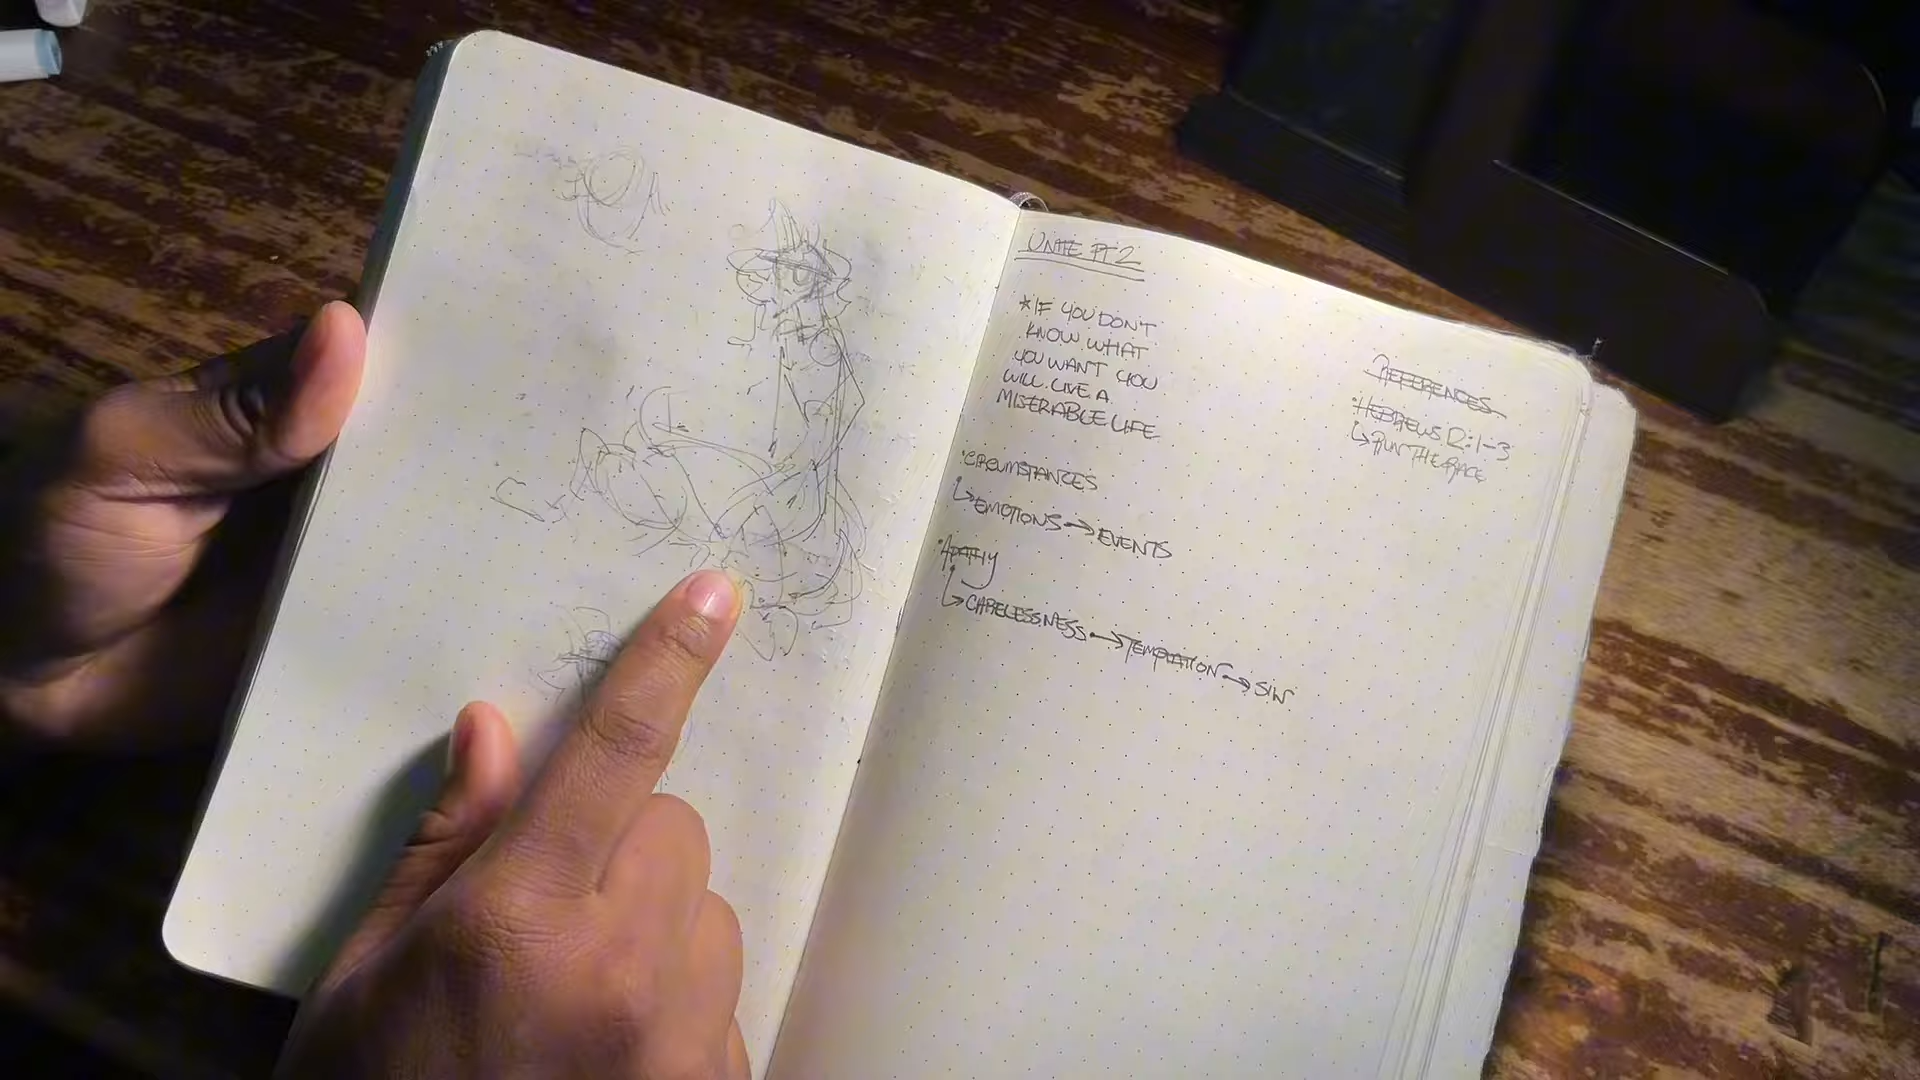 UNITE PT 2
*IF YOU DON'T
KNOW WHAT
YOU WANT YOU
WILL LIVE A
MISERABLE LIFE.
•CIRCUMSTANCES
↳EMOTIONS→EVENTS
•APATHY
↳CARELESSNESS→TEMPTATION→SIN
REFERENCES
•HEBREWS 12:1-3
↳RUN THE RACE